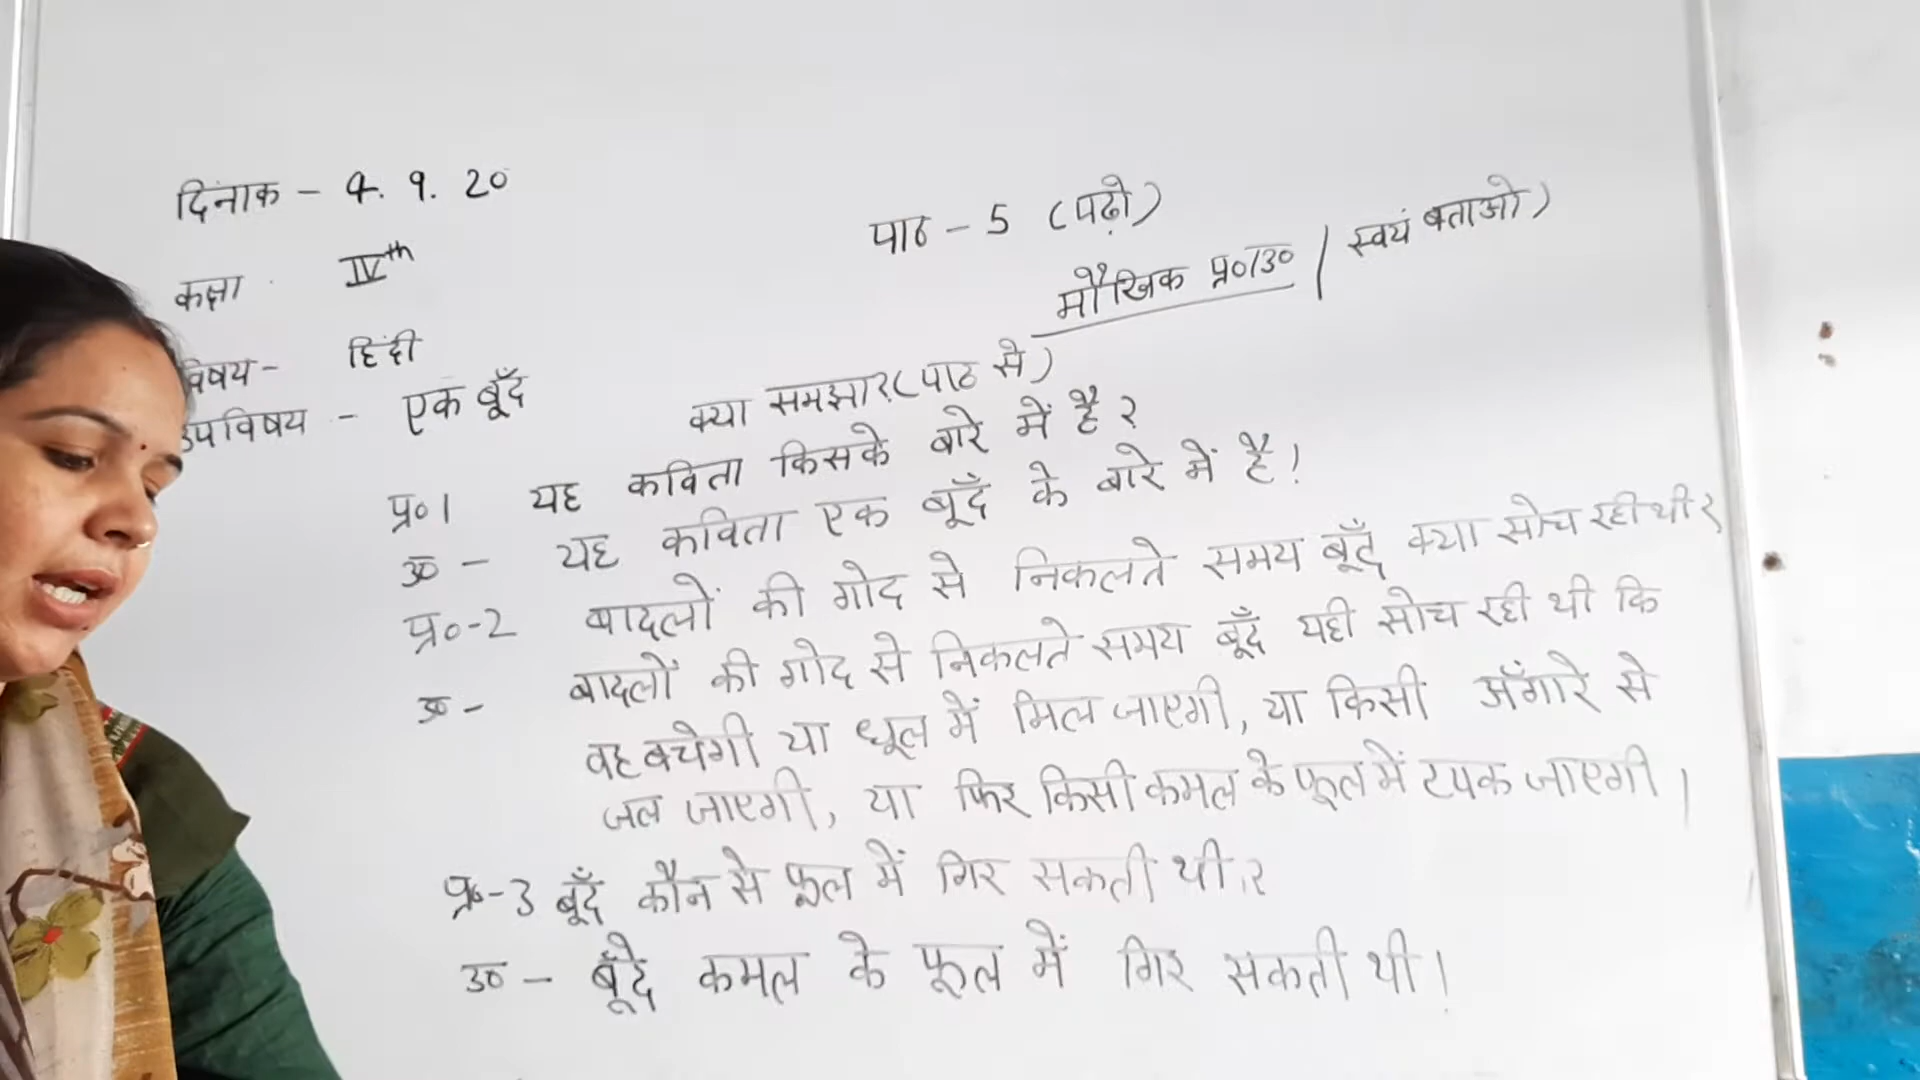 दिनाक - 4. 9. 20
कक्षा IVth
विषय - हिंदी
उपविषय - एक बूँद
पाठ - 5 (पढ़ो)
मौखिक प्र०/उ० / स्वयं बताओ)
क्या समझा?(पाठ से)
प्र०1 यह कविता किसके बारे में है?
उ० - यह कविता एक बूँद के बारे में है!
प्र०-2 बादलों की गोद से निकलते समय बूँद क्या सोच रही थी?
उ० - बादलों की गोद से निकलते समय बूँद यही सोच रही थी कि
वह बचेगी या धूल में मिल जाएगी, या किसी अँगारे से
जल जाएगी, या फिर किसी कमल के फूल में टपक जाएगी।
प्र०-3 बूँद कौन से फूल में गिर सकती थी?
उ० - बूँदे कमल के फूल में गिर सकती थी!